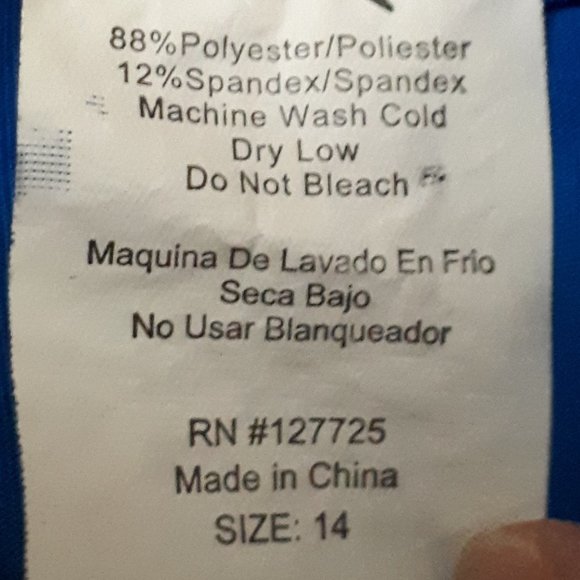 88%Polyester/Poliester
12%Spandex/Spandex
Machine Wash Cold
Dry Low
Do Not Bleach
Maquina De Lavado En Frio
Seca Bajo
No Usar Blanqueador
RN #127725
Made in China
SIZE: 14